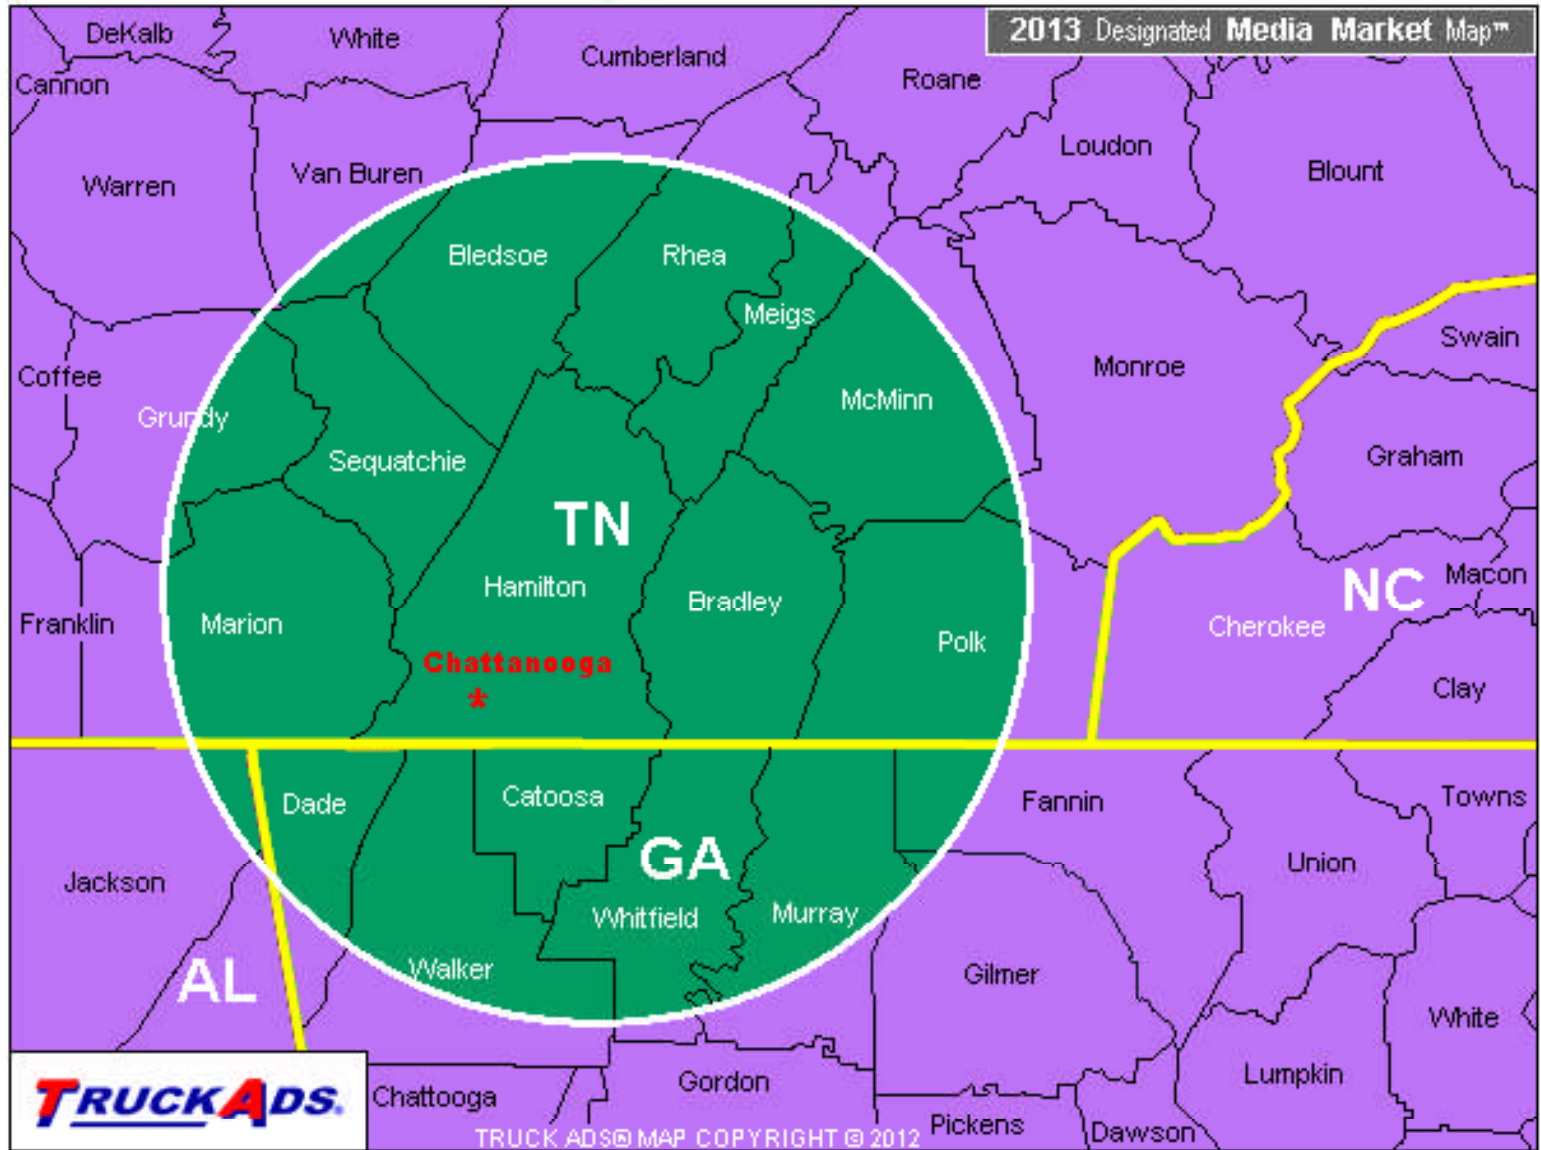 2013 Designated Media Market Map™
DeKalb
White
Cumberland
Cannon
Roane
Loudon
Warren
Van Buren
Blount
Bledsoe
Rhea
Meigs
Swain
Coffee
Monroe
McMinn
Grundy
Sequatchie
Graham
TN
Hamilton
Bradley
NC
Macon
Franklin
Marion
Polk
Cherokee
Chattanooga
*
Clay
Dade
Catoosa
Fannin
Towns
GA
Union
Jackson
Whitfield
Murray
Walker
Gilmer
AL
White
Lumpkin
Gordon
Chattooga
TRUCKADS.
Pickens
Dawson
TRUCK ADS® MAP COPYRIGHT © 2012